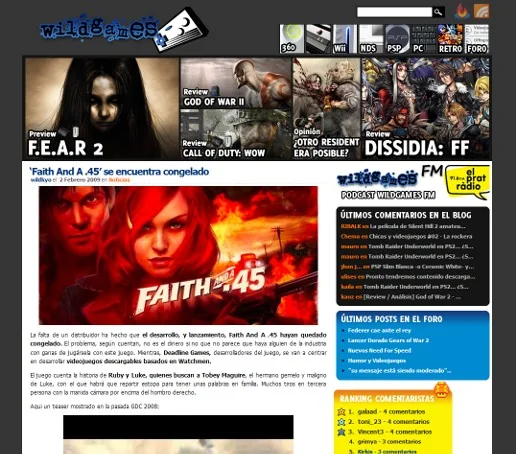 wildgames
360
Wii
NDS
PSP
PC
RETRO
FORO
Preview
F.E.A.R 2
Review
GOD OF WAR II
Review
CALL OF DUTY: WOW
Opinión
¿OTRO RESIDENT
ERA POSIBLE?
Review
DISSIDIA: FF
'Faith And A .45' se encuentra congelado
wildkyo el 2 Febrero 2009 en Noticias
FAITH AND A .45
La falta de un distribuidor ha hecho que el desarrollo, y lanzamiento, Faith And A .45 hayan quedado
congelado. El problema, según cuentan, no es el dinero si no que no parece que haya alguien de la industria
con ganas de jugársela con este juego. Mientras, Deadline Games, desarrolladores del juego, se van a centrar
en desarrollar videojuegos descargables basados en Watchmen.
El juego cuenta la historia de Ruby y Luke, quienes buscan a Tobey Maguire, el hermano gemelo y maligno
de Luke, con el que habrá que repartir estopa para tener unas palabras en familia. Muchos tiros en tercera
persona con la manida cámara por encima del hombro derecho.
Aquí un teaser mostrado en la pasada GDC 2008:
wildgames FM
el prat
ràdio
PODCAST WILDGAMES FM
ÚLTIMOS COMENTARIOS EN EL BLOG
RIBALK en La película de Silent Hill 2 amateu...
Chema en Chicas y videojuegos #02 - La rockera
mauro en Tomb Raider Underworld en PS2... ¿5...
mauro en Tomb Raider Underworld en PS2... ¿5...
jhon j... en PSP Slim Blanca -o Ceramic White- y...
ulises en Pronto tendremos contenido descarga...
kaila en Tomb Raider Underworld en PS2... ¿5...
kanz en [Review / Análisis] God of War 2 - ...
ÚLTIMOS POSTS EN EL FORO
Federer cae ante el rey
Lancer Dorado Gears of War 2
Nuevos Need For Speed
Humor y Videojuegos
"su mensaje está siendo moderado"...
RANKING COMENTARISTAS
1. galaad - 4 comentarios
2. toni_23 - 4 comentarios
3. Vincent3 - 4 comentarios
4. grimya - 3 comentarios
5. Kirkis - 3 comentarios